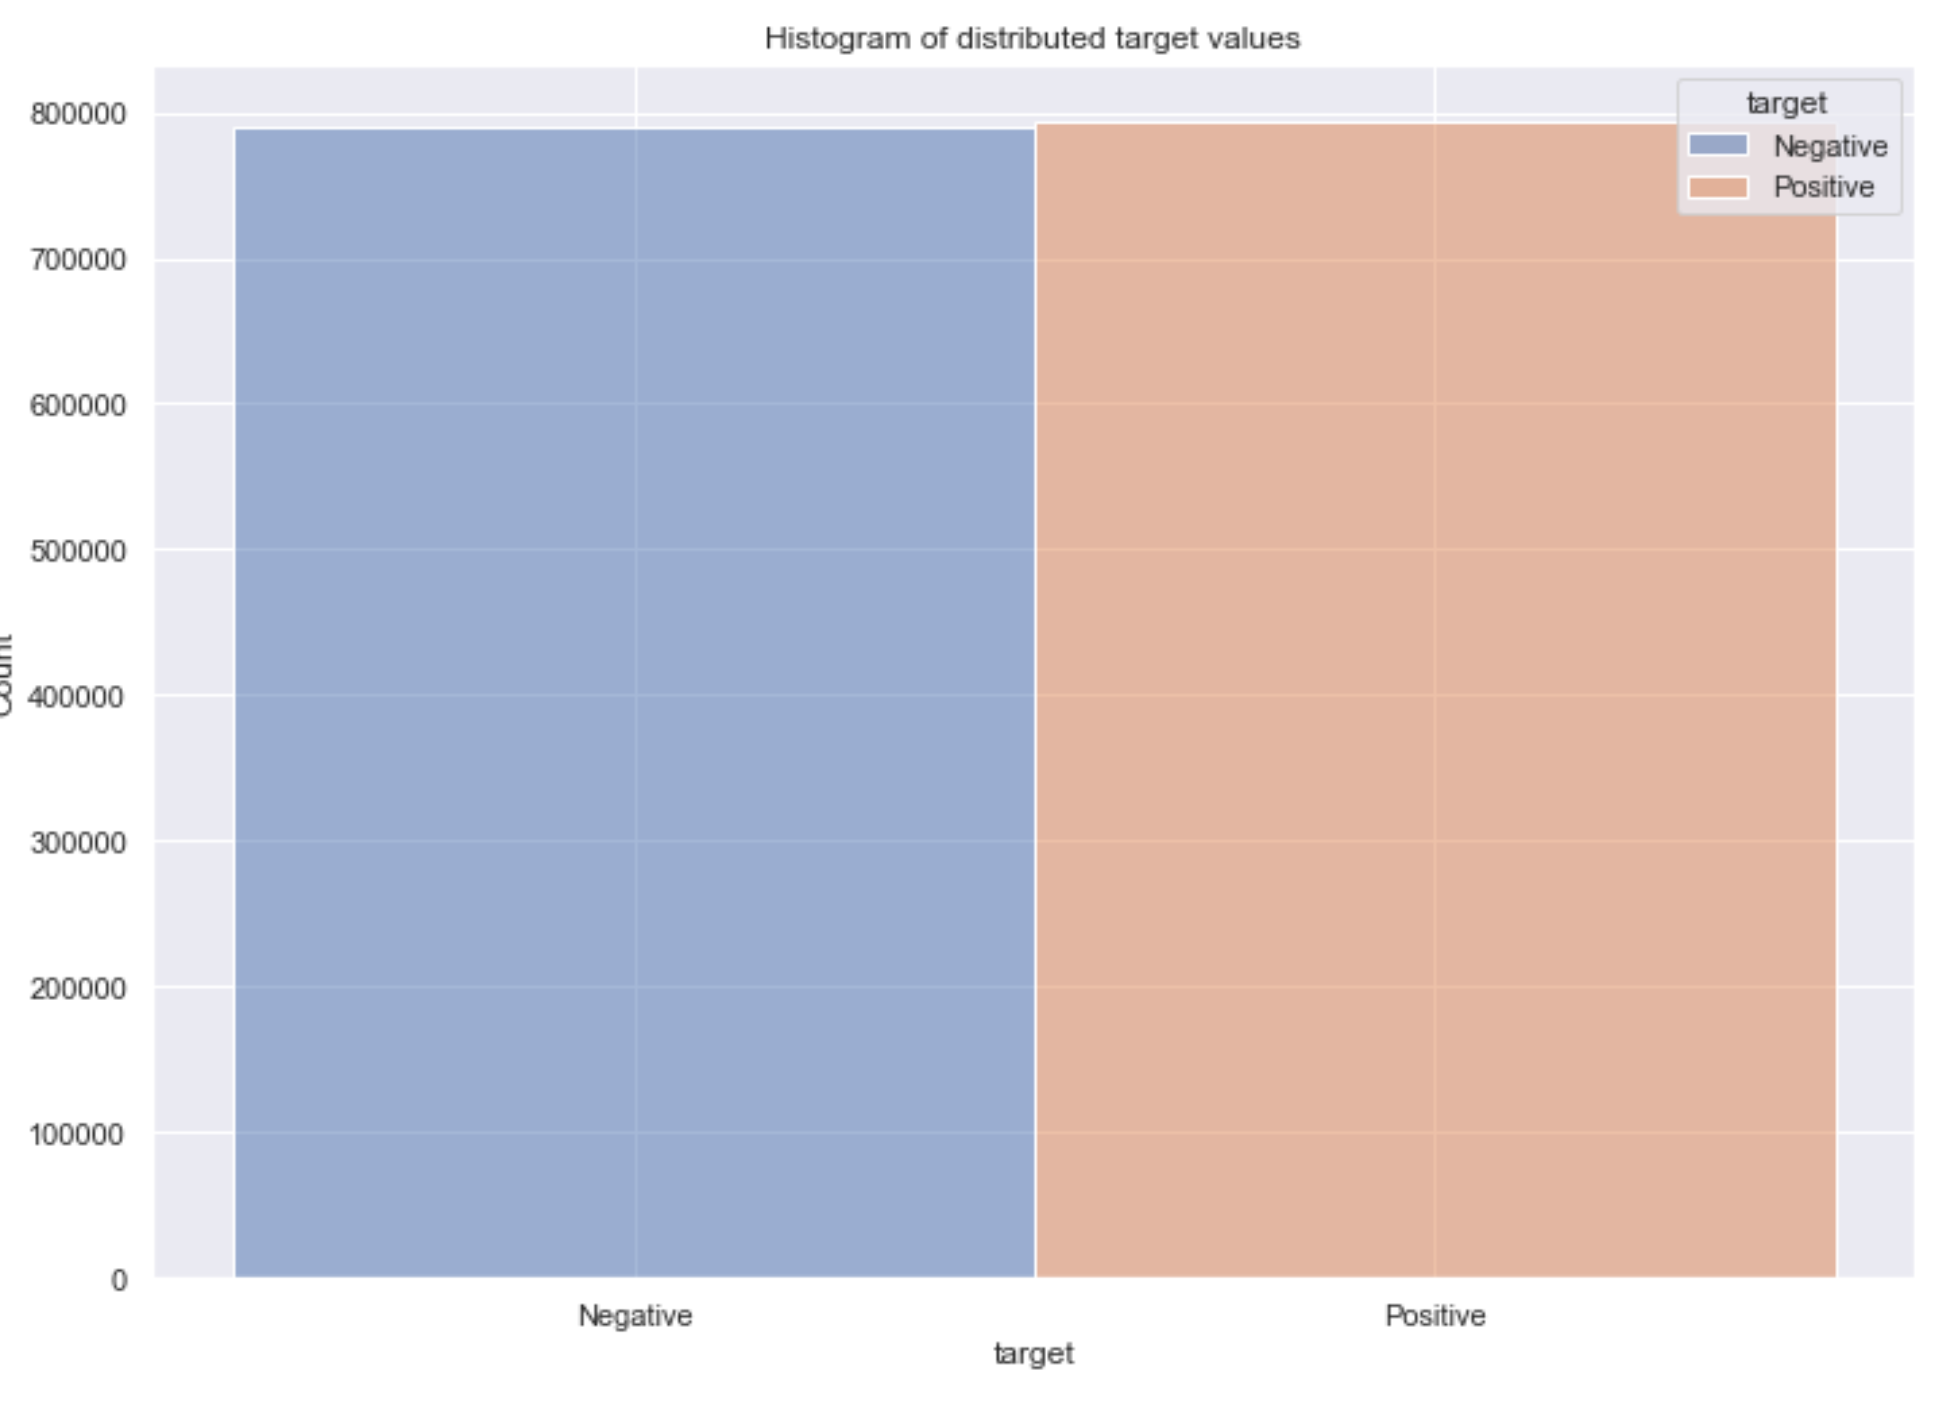 Histogram of distributed target values
target
Negative
Positive
800000
700000
600000
500000
400000
300000
200000
100000
0
Count
Negative
Positive
target